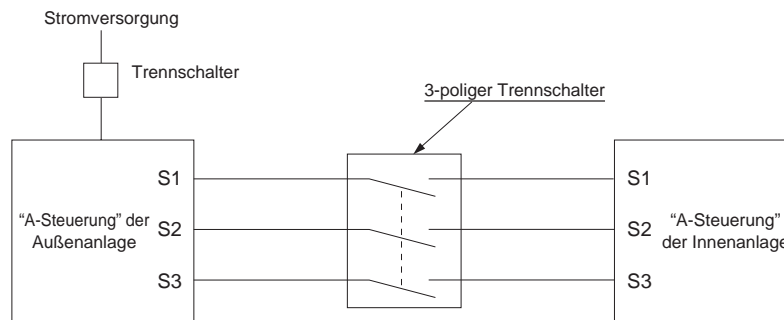 Stromversorgung
Trennschalter
3-poliger Trennschalter
"A-Steuerung" der
Außenanlage
S1
S2
S3
S1
S2
S3
"A-Steuerung"
der Innenanlage